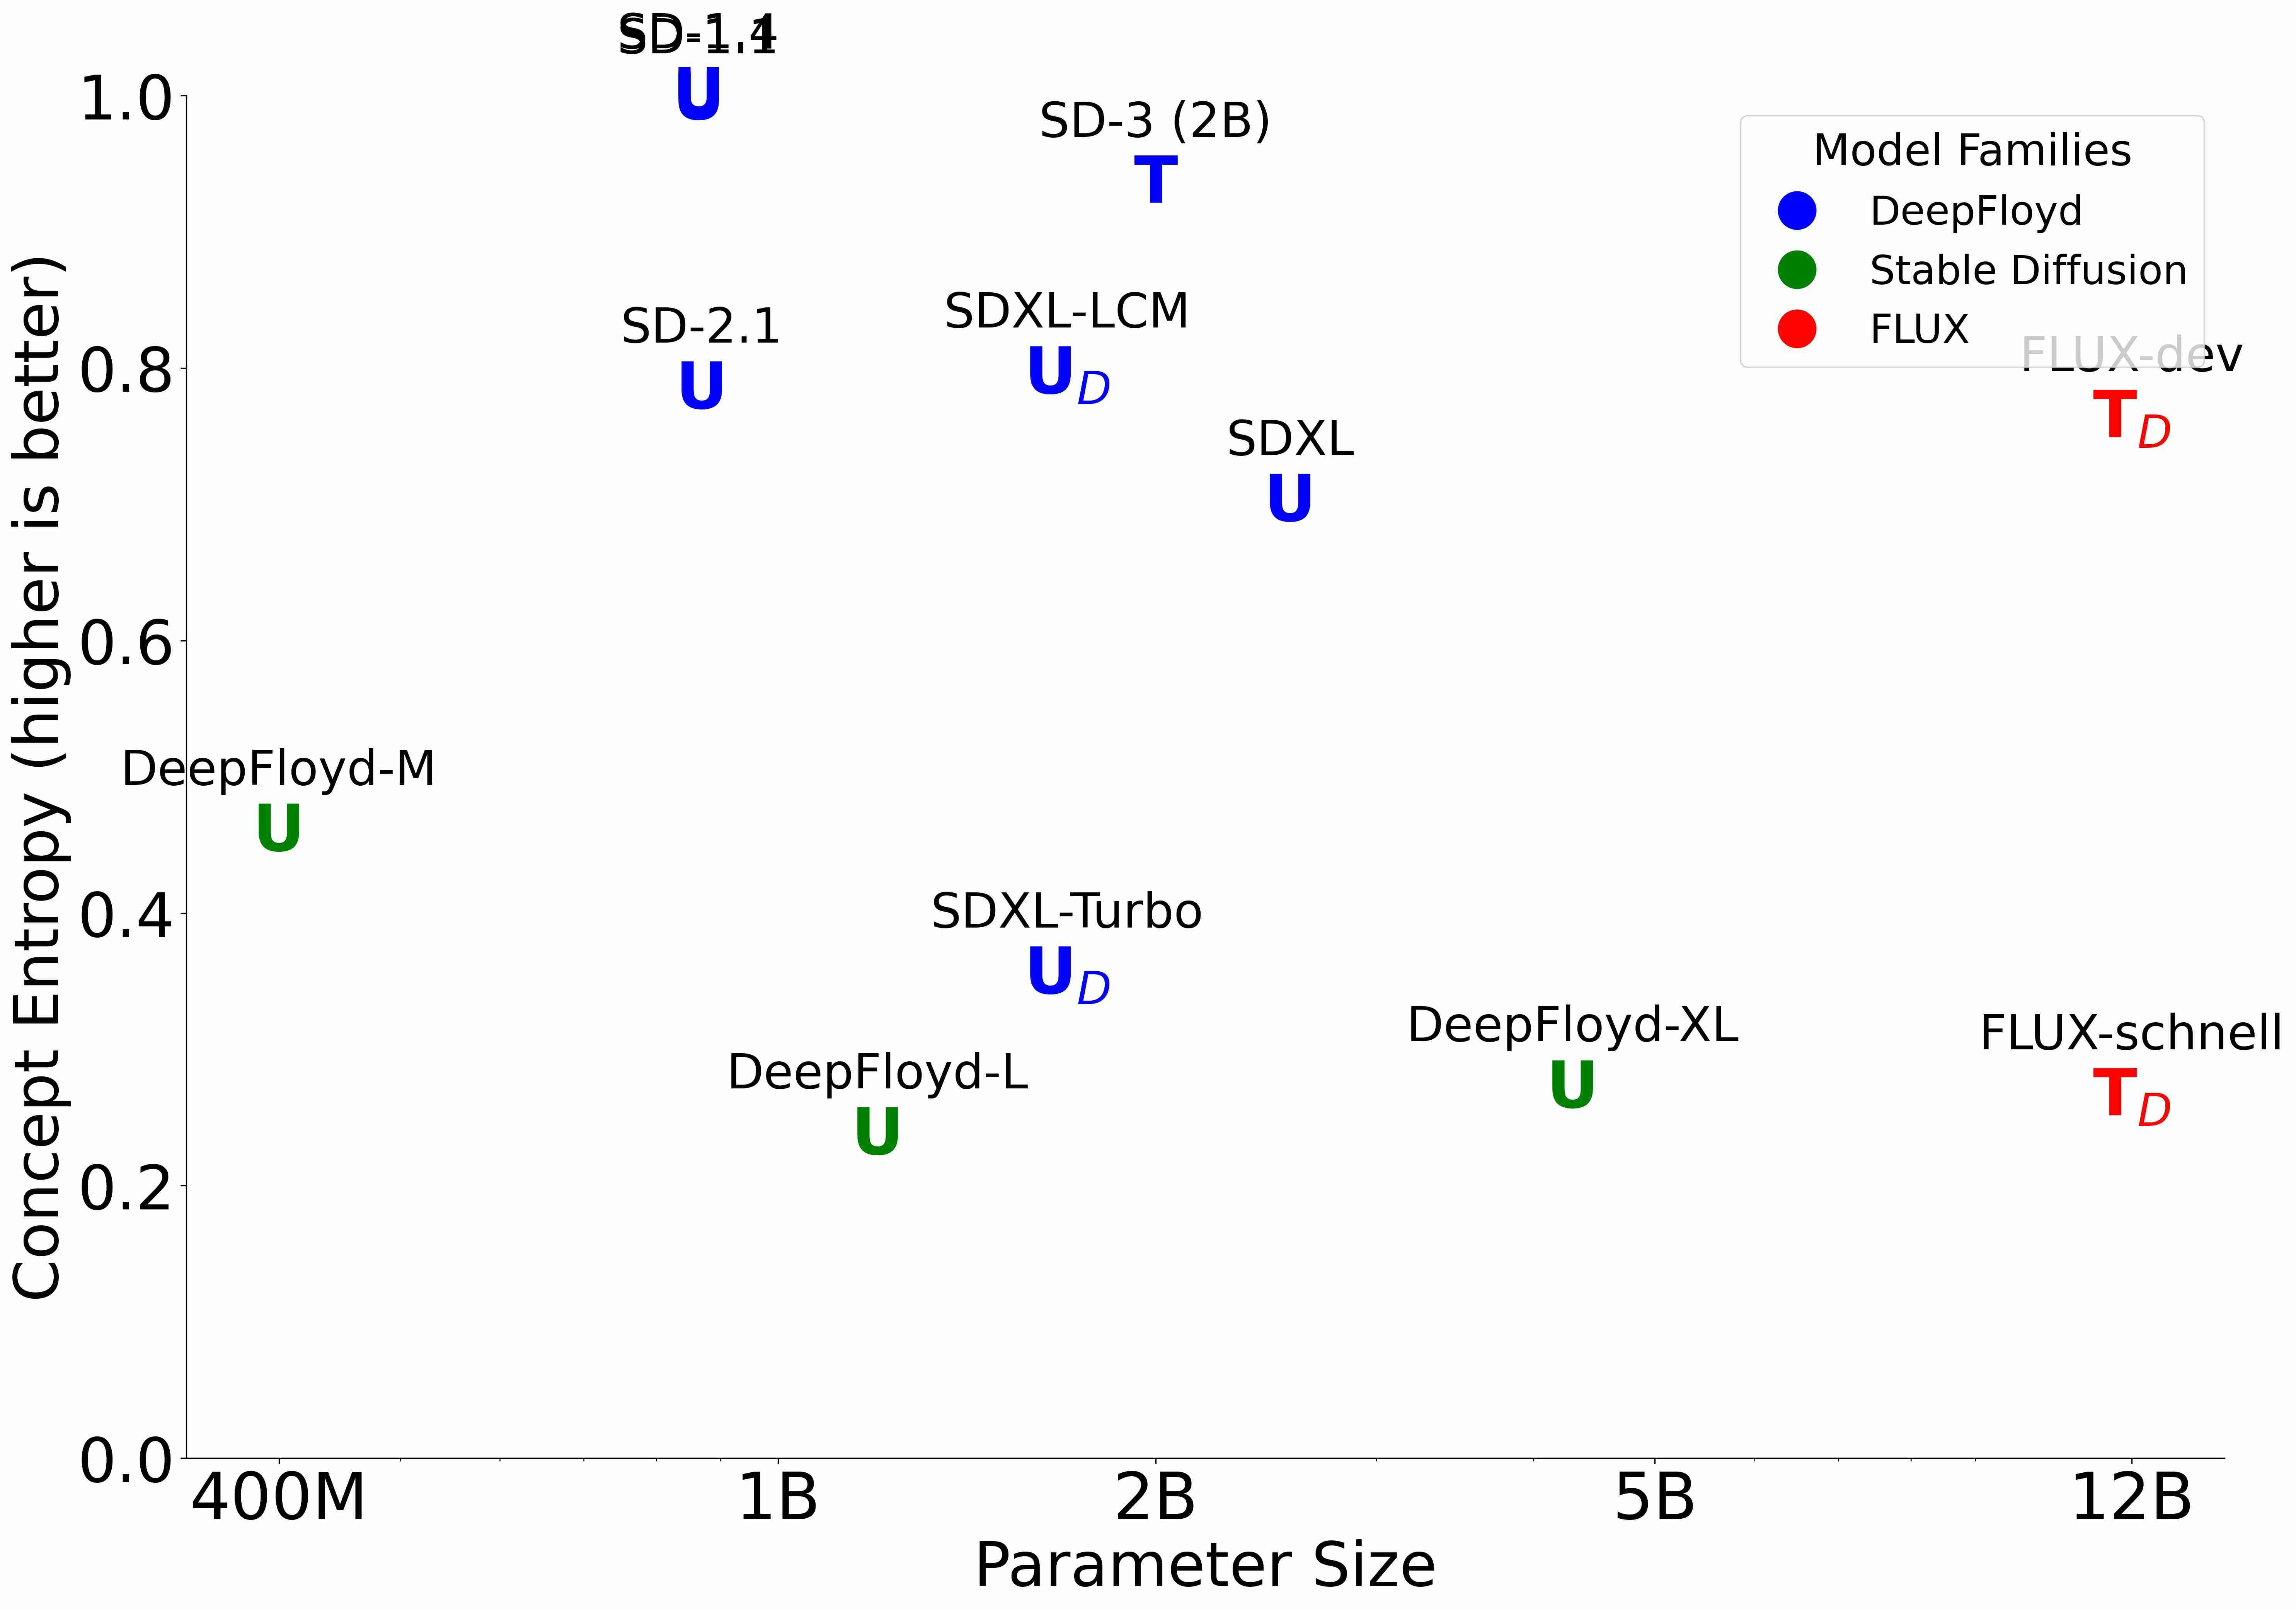 SD-1.4
SD-1.1
U
SD-3 (2B)
T
Model Families
DeepFloyd
Stable Diffusion
FLUX
SD-2.1
U
SDXL-LCM
U_D
FLUX-dev
T_D
SDXL
U
DeepFloyd-M
U
SDXL-Turbo
U_D
DeepFloyd-L
U
DeepFloyd-XL
U
FLUX-schnell
T_D
Concept Entropy (higher is better)
1.0
0.8
0.6
0.4
0.2
0.0
400M 1B 2B 5B 12B
Parameter Size